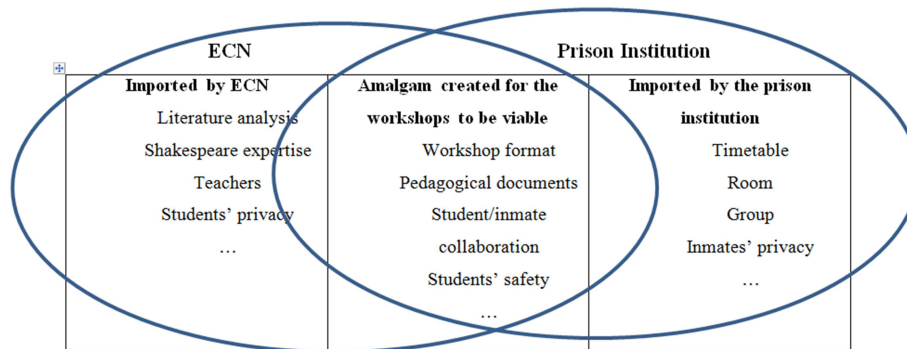 ECN
Prison Institution
Imported by ECN
Literature analysis
Shakespeare expertise
Teachers
Students’ privacy
…
Amalgam created for the
workshops to be viable
Workshop format
Pedagogical documents
Student/inmate
collaboration
Students’ safety
…
Imported by the prison
institution
Timetable
Room
Group
Inmates’ privacy
…